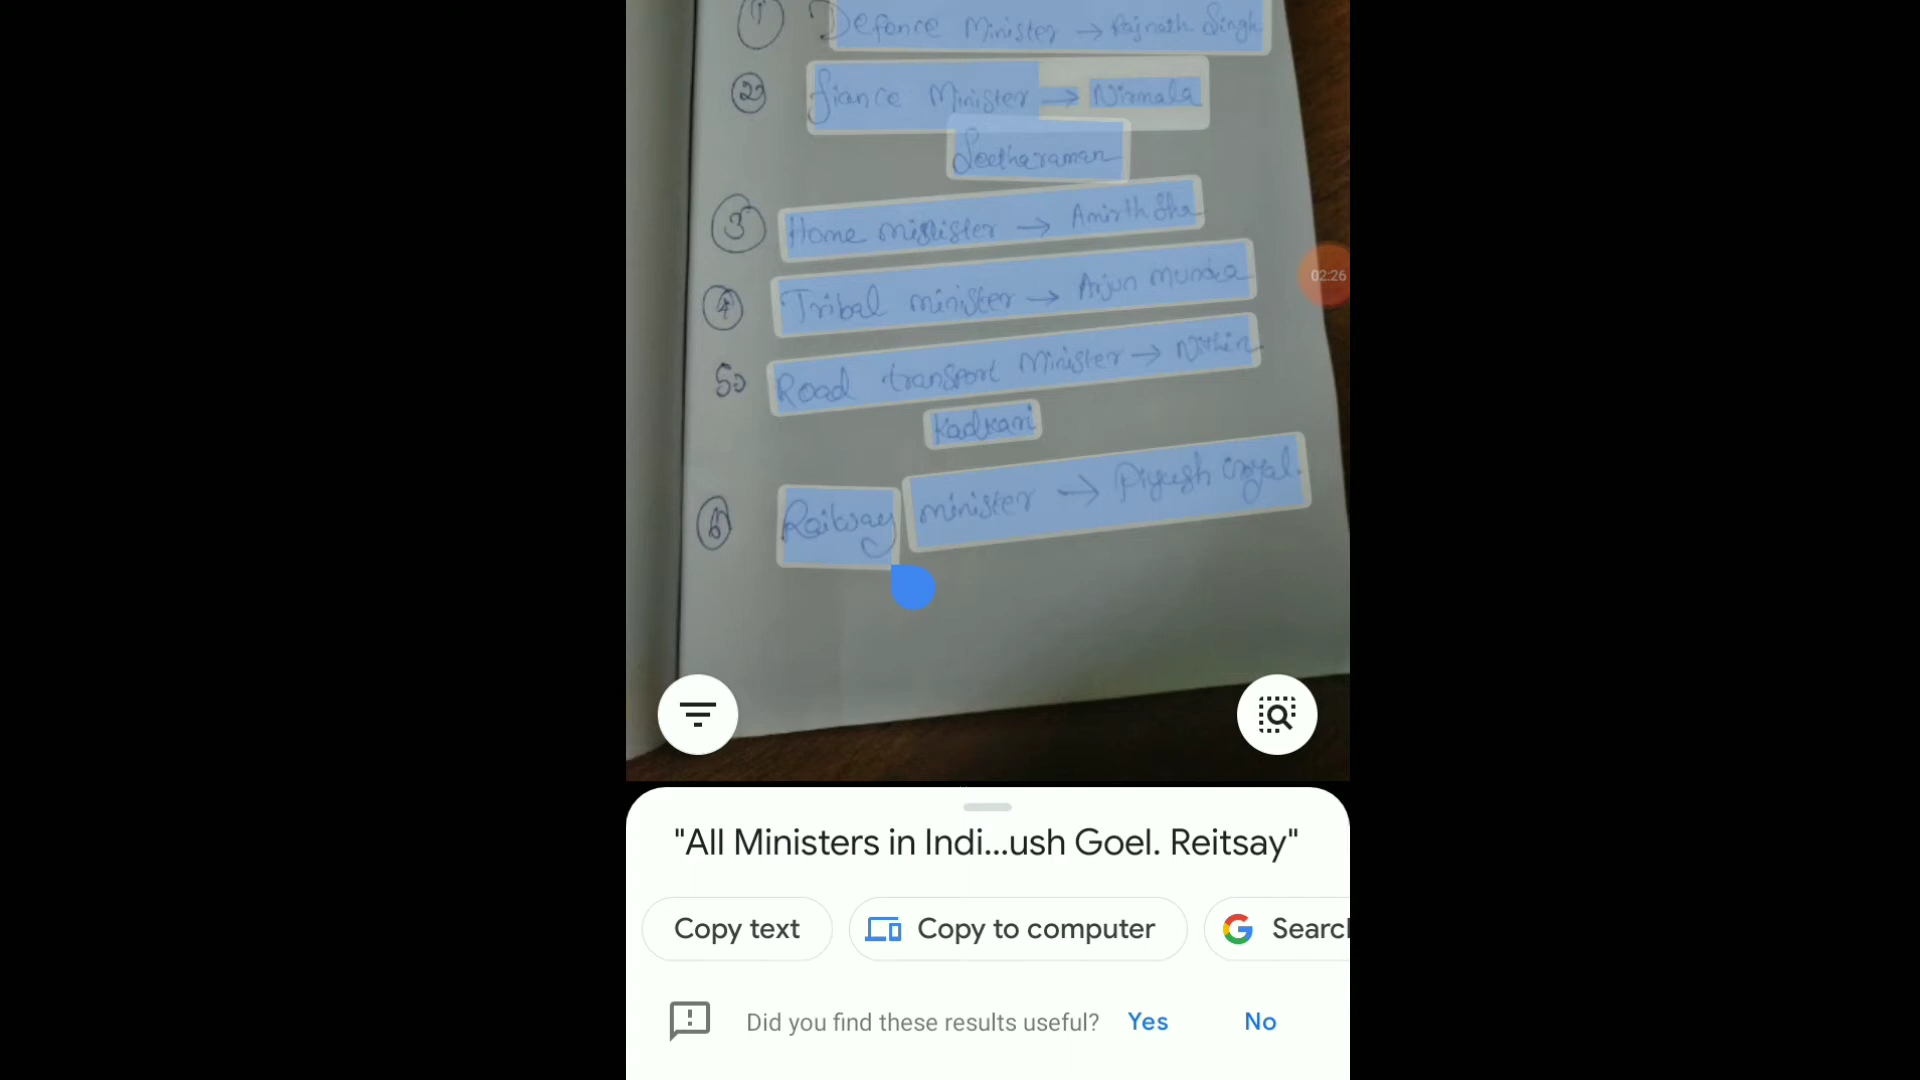 1 Defence Minister → Rajnath Singh
2 fiance Minister → Nirmala
Seetharaman
3 Home minister → Amirth Sha
4 Tribal minister → Arjun Munda
5. Road transport Minister → Nithin
Kadkari
6 Railway minister → Piyush Goyal.
02:26
"All Ministers in Indi...ush Goel. Reitsay"
Copy text
Copy to computer
Search
Did you find these results useful? Yes No